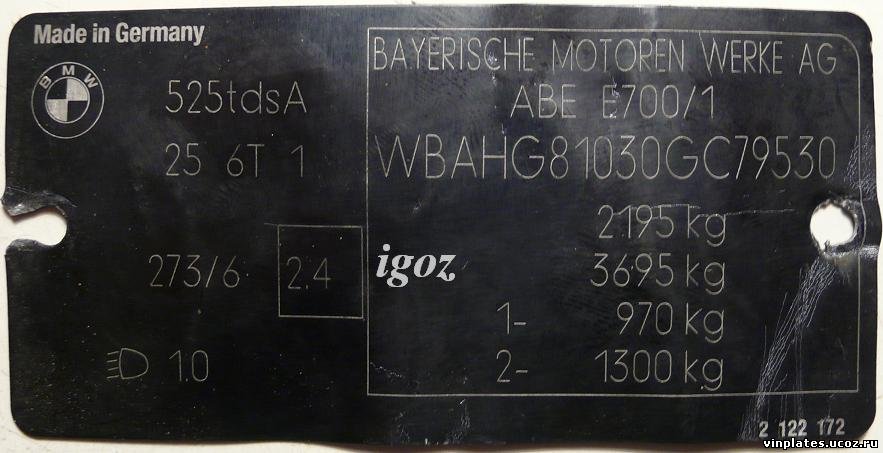 Made in Germany
BMW
525tdsA
25 6T 1
273/6 2.4
1.0
BAYERISCHE MOTOREN WERKE AG
ABE E700/1
WBAHG81030GC79530
2195 kg
3695 kg
1- 970 kg
2- 1300 kg
igoz
2 122 172
vinplates.ucoz.ru